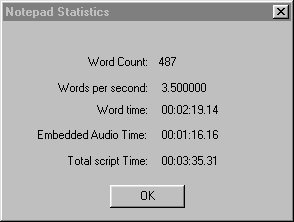 Notepad Statistics
Word Count: 487
Words per second: 3.500000
Word time: 00:02:19.14
Embedded Audio Time: 00:01:16.16
Total script Time: 00:03:35.31
OK